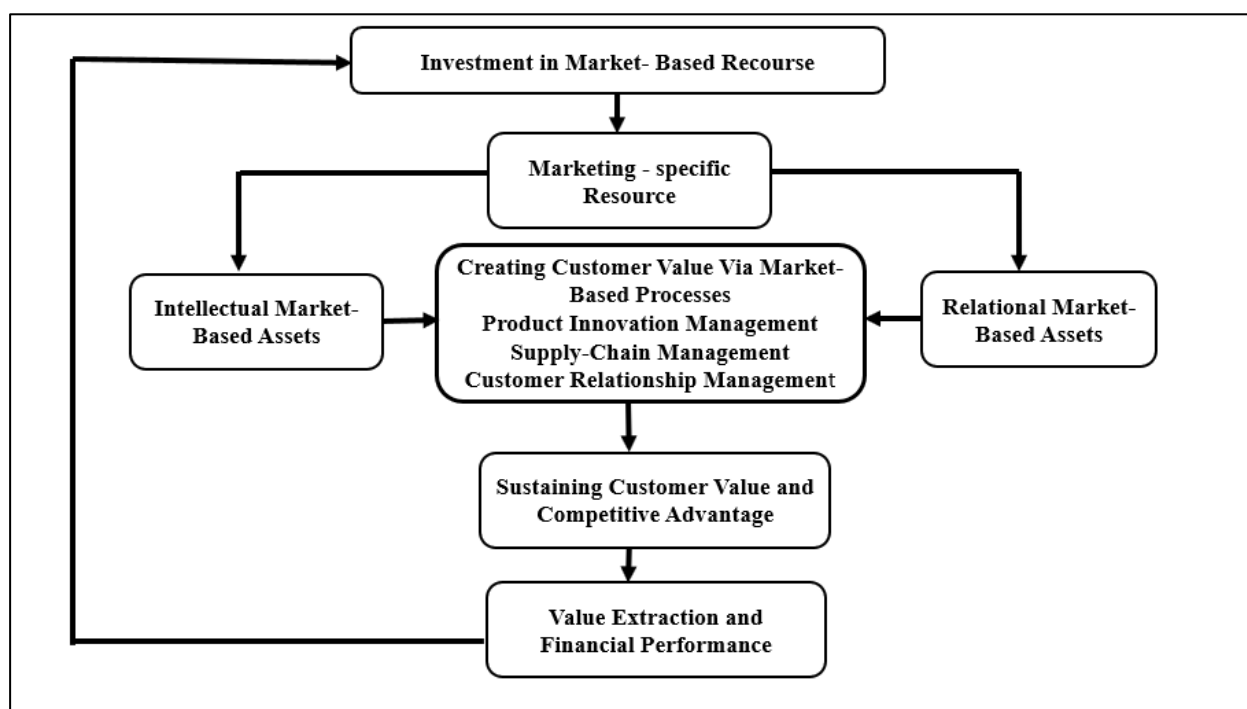 Investment in Market- Based Recourse
Marketing - specific
Resource
Intellectual Market-
Based Assets
Creating Customer Value Via Market-
Based Processes
Product Innovation Management
Supply-Chain Management
Customer Relationship Management
Relational Market-
Based Assets
Sustaining Customer Value and
Competitive Advantage
Value Extraction and
Financial Performance